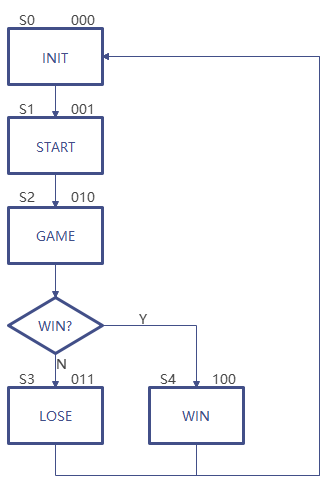 S0 000
INIT
S1 001
START
S2 010
GAME
WIN?
Y
N
S3 011
S4 100
LOSE
WIN